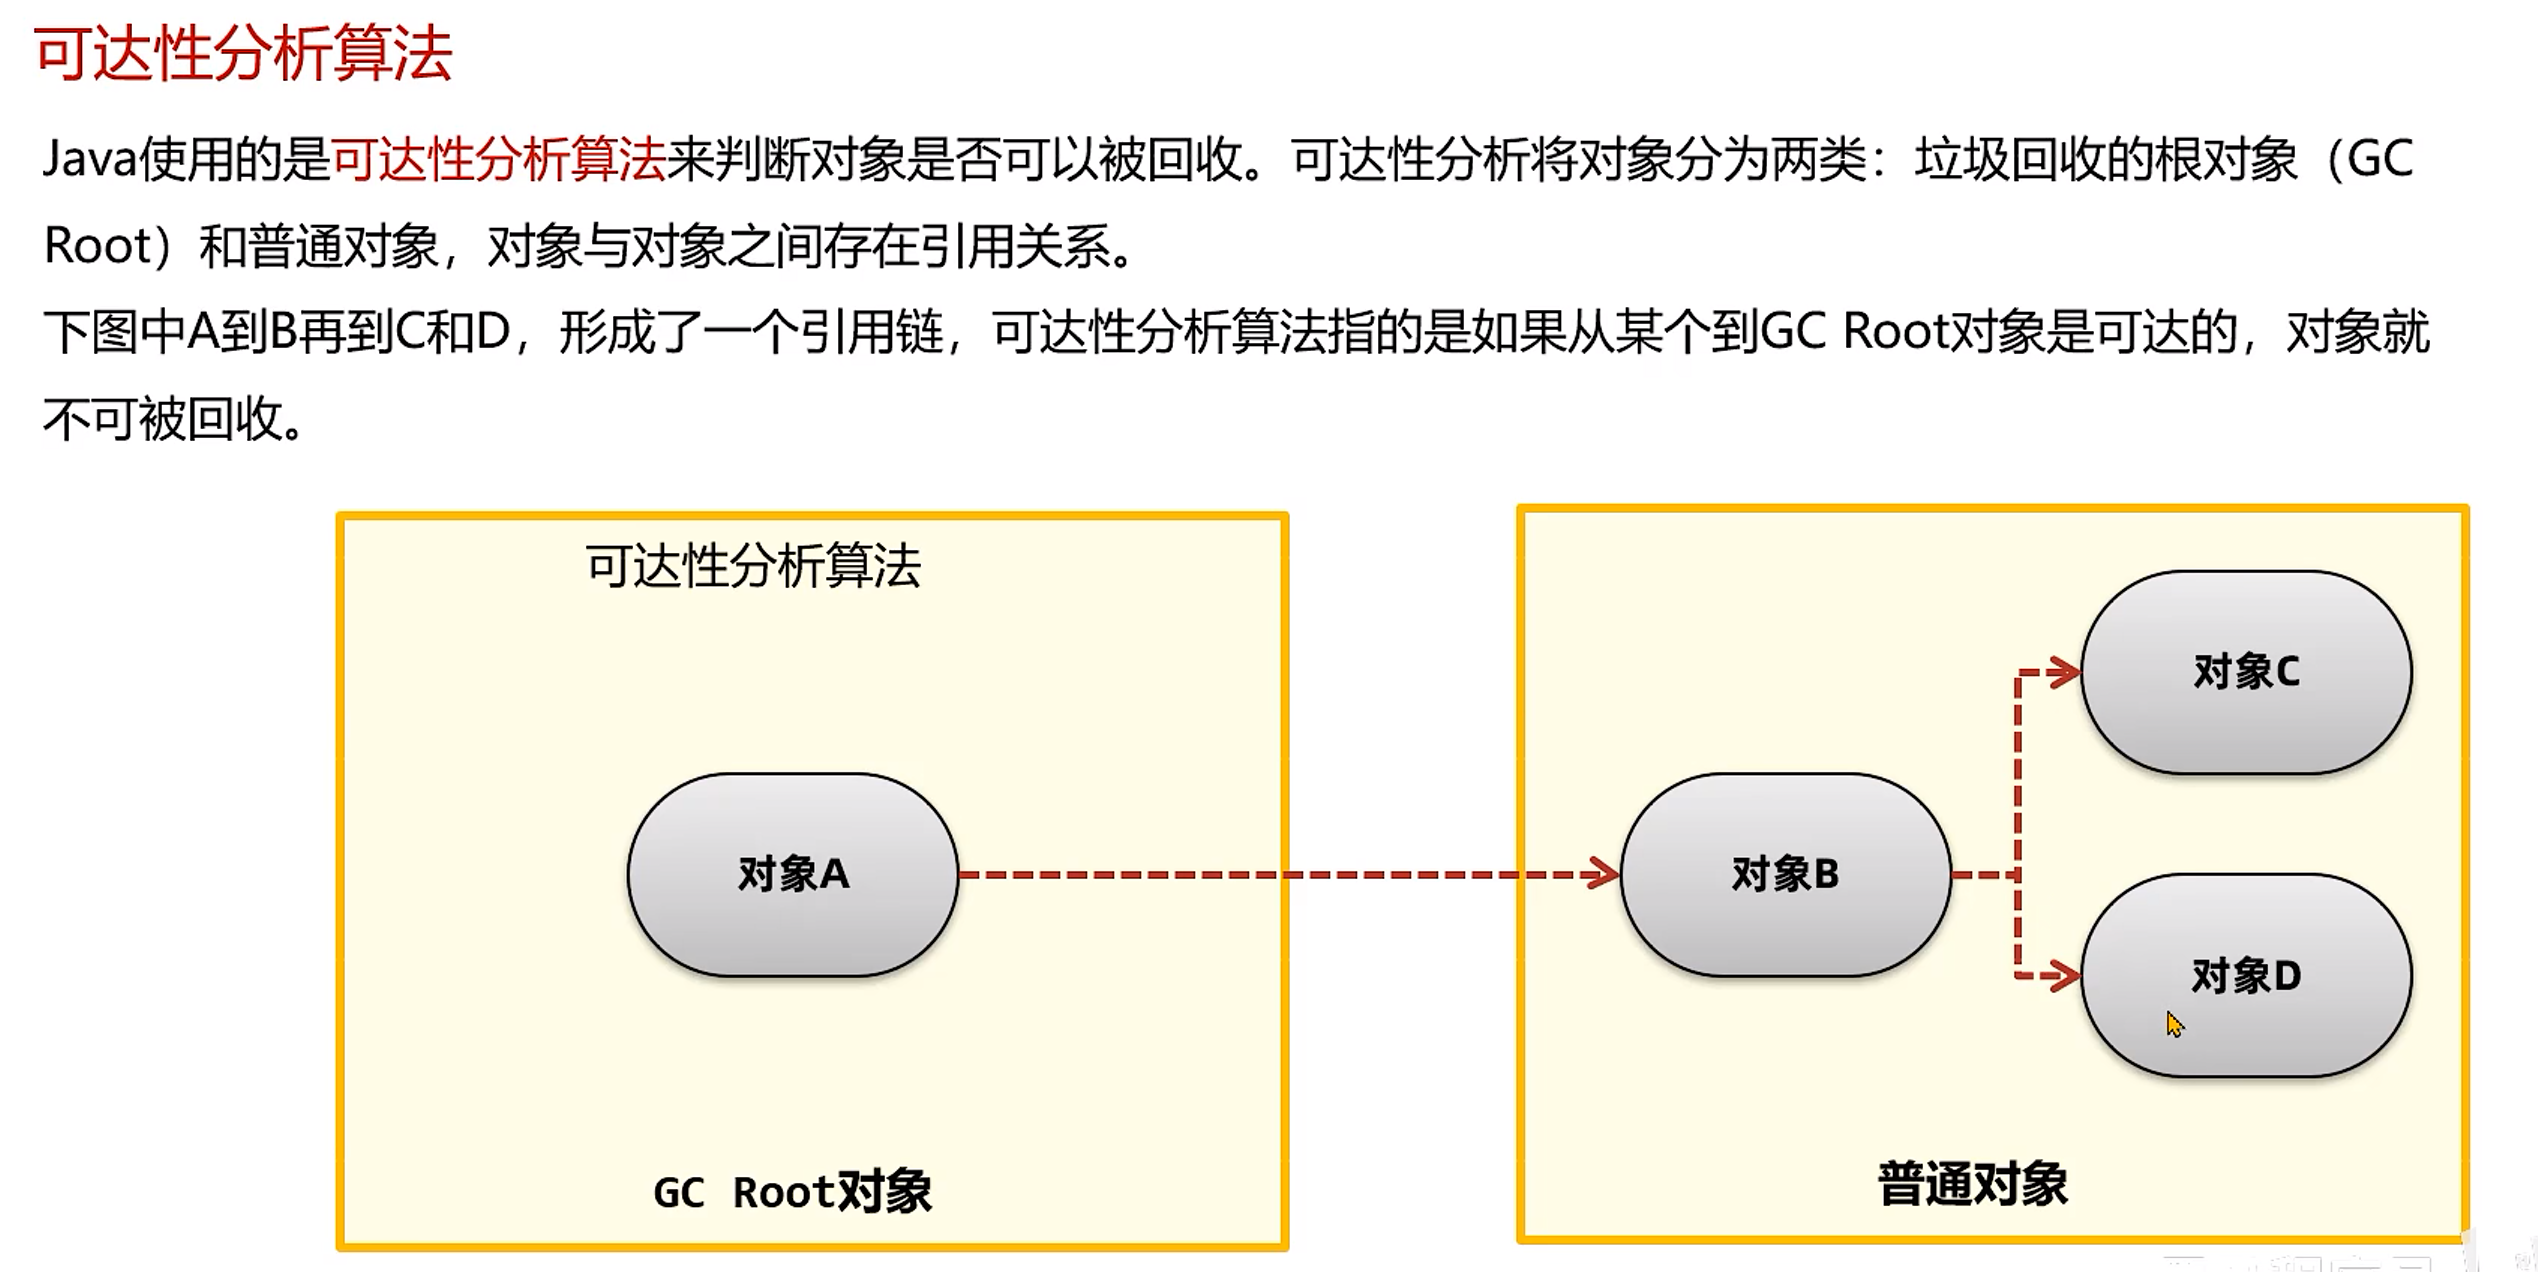 可达性分析算法
Java使用的是可达性分析算法来判断对象是否可以被回收。可达性分析将对象分为两类：垃圾回收的根对象（GC
Root）和普通对象，对象与对象之间存在引用关系。
下图中A到B再到C和D，形成了一个引用链，可达性分析算法指的是如果从某个到GC Root对象是可达的，对象就
不可被回收。
可达性分析算法
对象C
对象A
对象B
对象D
GC Root对象
普通对象